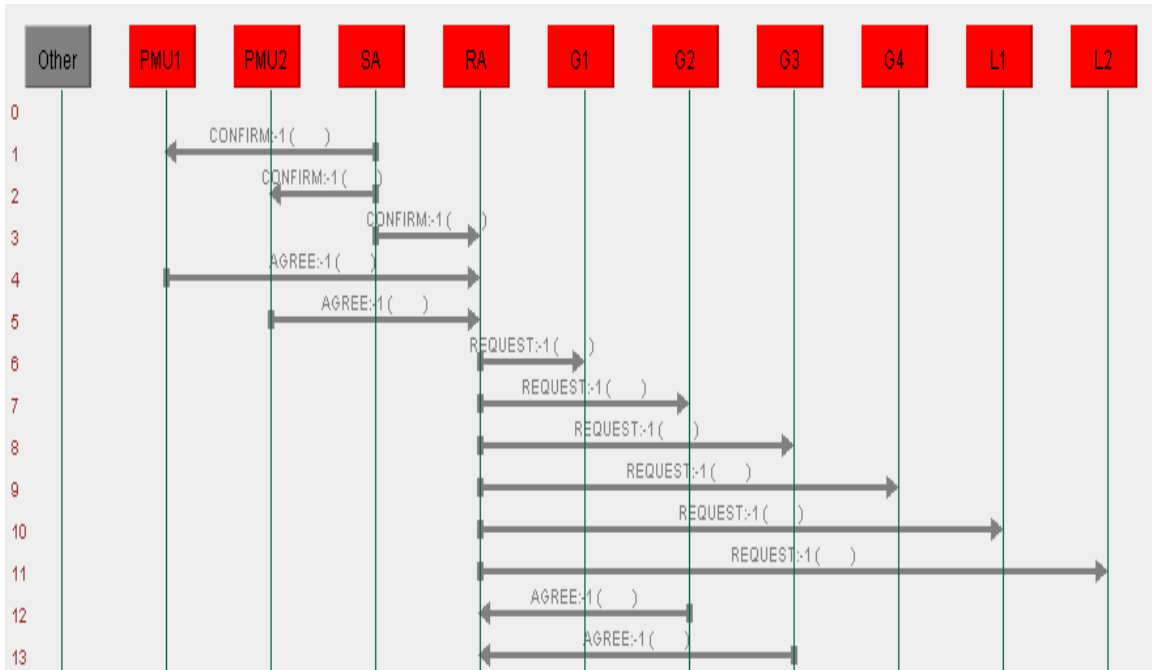 Other PMU1 PMU2 SA RA G1 G2 G3 G4 L1 L2
0
CONFIRM:-1 ( )
1
CONFIRM:-1 ( )
2
CONFIRM:-1 ( )
3
AGREE:-1 ( )
4
AGREE:-1 ( )
5
REQUEST:-1 ( )
6
REQUEST:-1 ( )
7
REQUEST:-1 ( )
8
REQUEST:-1 ( )
9
REQUEST:-1 ( )
10
REQUEST:-1 ( )
11
AGREE:-1 ( )
12
AGREE:-1 ( )
13